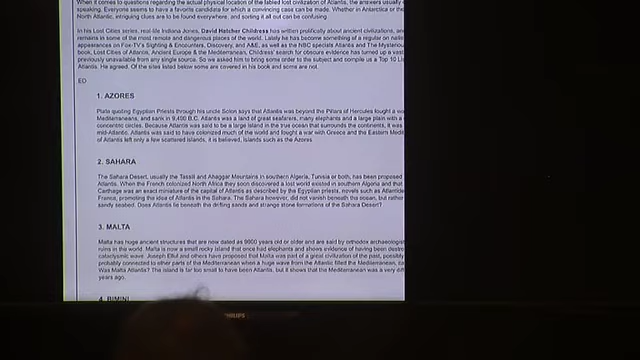 When it comes to questions regarding the actual physical location of the fabled lost civilization of Atlantis, the answers usually
speaking. Everyone seems to have a favorite candidate for which a convincing case can be made. Whether in Antarctica or the
North Atlantic, intriguing clues are to be found everywhere, and sorting it all out can be confusing
In his Lost Cities series, real-life Indiana Jones, David Hatcher Childress has written prolifically about ancient civilizations, and
remains in some of the most remote and dangerous places of the world. Lately he has become something of a regular on
appearances on Fox-TV's Sighting & Encounters, Discovery, and A&E, as well as the NBC specials Atlantis and The
book, Lost Cities of Atlantis, Ancient Europe & the Mediterranean, Childress' search for obscure evidence has turned up a
previously unavailable from any single source. So we asked him to bring some order to the subject and compile us a Top 10
Atlantis. He agreed. Of the sites listed below some are covered in his book and some are not.
ED
1. AZORES
Plato quoting Egyptian Priests through his uncle Solon says that Atlantis was beyond the Pillars of Hercules fought a
Mediterraneans, and sank in 9,400 B.C. Atlantis was a land of great seafarers, many elephants and a large plain with a
concentric circles. Because Atlantis was said to be a large island in the true ocean that surrounds the continents, it was
mid-Atlantic. Atlantis was said to have colonized much of the world and fought a war with Greece and the Eastern
of Atlantis left only a few scattered islands, it is believed, islands such as the Azores
2. SAHARA
The Sahara Desert, usually the Tassili and Ahaggar Mountains in southern Algeria, Tunisia or both, has been proposed
Atlantis. When the French colonized North Africa they soon discovered a lost world existed in southern Algeria and that
Carthage was an exact miniature of the capital of Atlantis as described by the Egyptian priests, novels such as
France, promoting the idea of Atlantis in the Sahara. The Sahara however, did not vanish beneath the ocean, but rather
sandy seabed. Does Atlantis lie beneath the drifting sands and strange stone formations of the Sahara Desert?
3. MALTA
Malta has huge ancient structures that are now dated as 9000 years old or older and are said by orthodox
ruins in the world. Malta is now a small rocky island that once had elephants and shows evidence of having been
cataclysmic wave. Joseph Ellul and others have proposed that Malta was part of a great civilization of the past, possibly
probably connected to other parts of the Mediterranean when a huge wave from the Atlantic filled the Mediterranean,
Was Malta Atlantis? The island is far too small to have been Atlantis, but it shows that the Mediterranean was a very
years ago.
4. BIMINI
PHILIPS